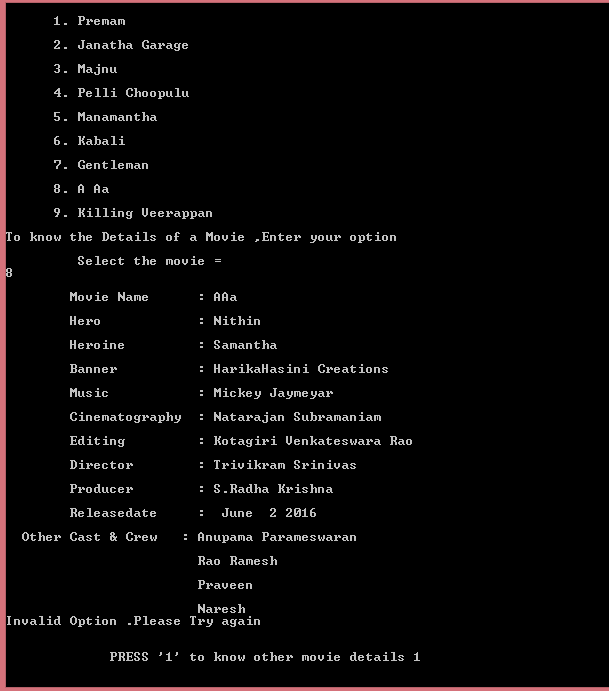 1. Premam
2. Janatha Garage
3. Majnu
4. Pelli Choopulu
5. Manamantha
6. Kabali
7. Gentleman
8. A Aa
9. Killing Veerappan
To know the Details of a Movie ,Enter your option
Select the movie =
8
Movie Name : AAa
Hero : Nithin
Heroine : Samantha
Banner : HarikaHasini Creations
Music : Mickey Jaymeyar
Cinematography : Natarajan Subramaniam
Editing : Kotagiri Venkateswara Rao
Director : Trivikram Srinivas
Producer : S.Radha Krishna
Releasedate : June 2 2016
Other Cast & Crew : Anupama Parameswaran
Rao Ramesh
Praveen
Naresh
Invalid Option .Please Try again
PRESS '1' to know other movie details 1